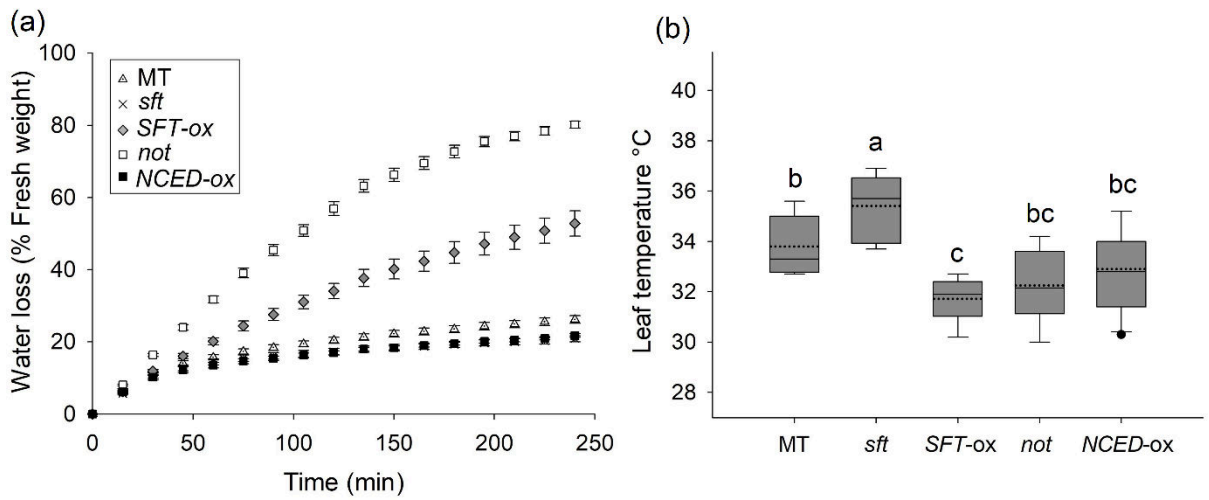 (a)
Water loss (% Fresh weight)
100
80
60
40
20
0
MT
sft
SFT-ox
not
NCED-ox
0 50 100 150 200 250
Time (min)
(b)
Leaf temperature °C
40
38
36
34
32
30
28
b a c bc bc
MT sft SFT-ox not NCED-ox